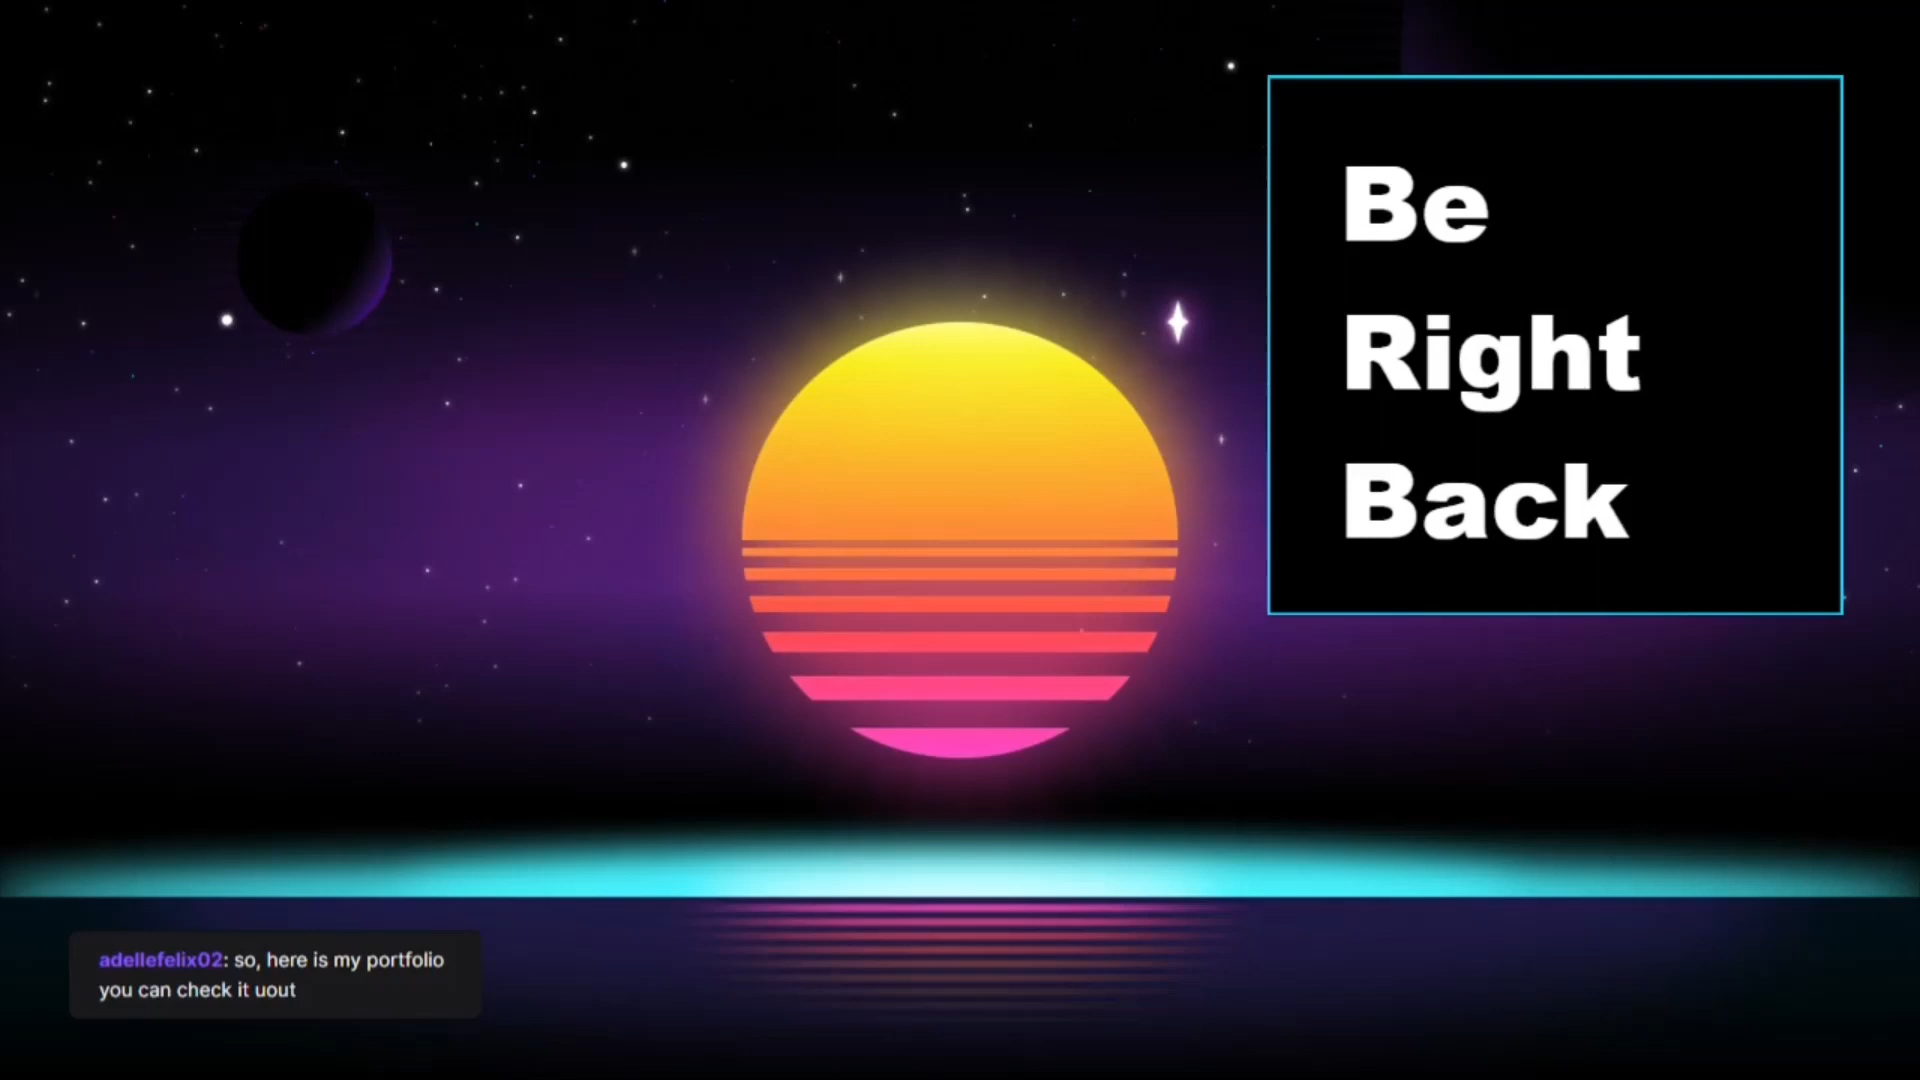 Be
Right
Back
adellefelix02: so, here is my portfolio
you can check it uout